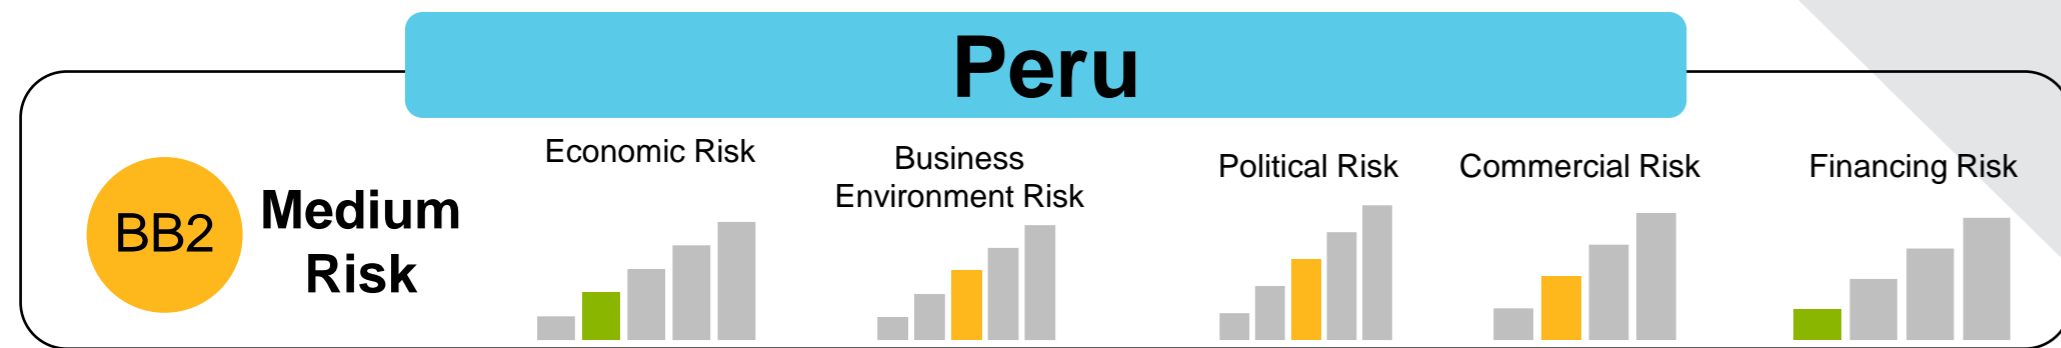 Peru
BB2
Medium
Risk
Economic Risk
Business
Environment Risk
Political Risk
Commercial Risk
Financing Risk